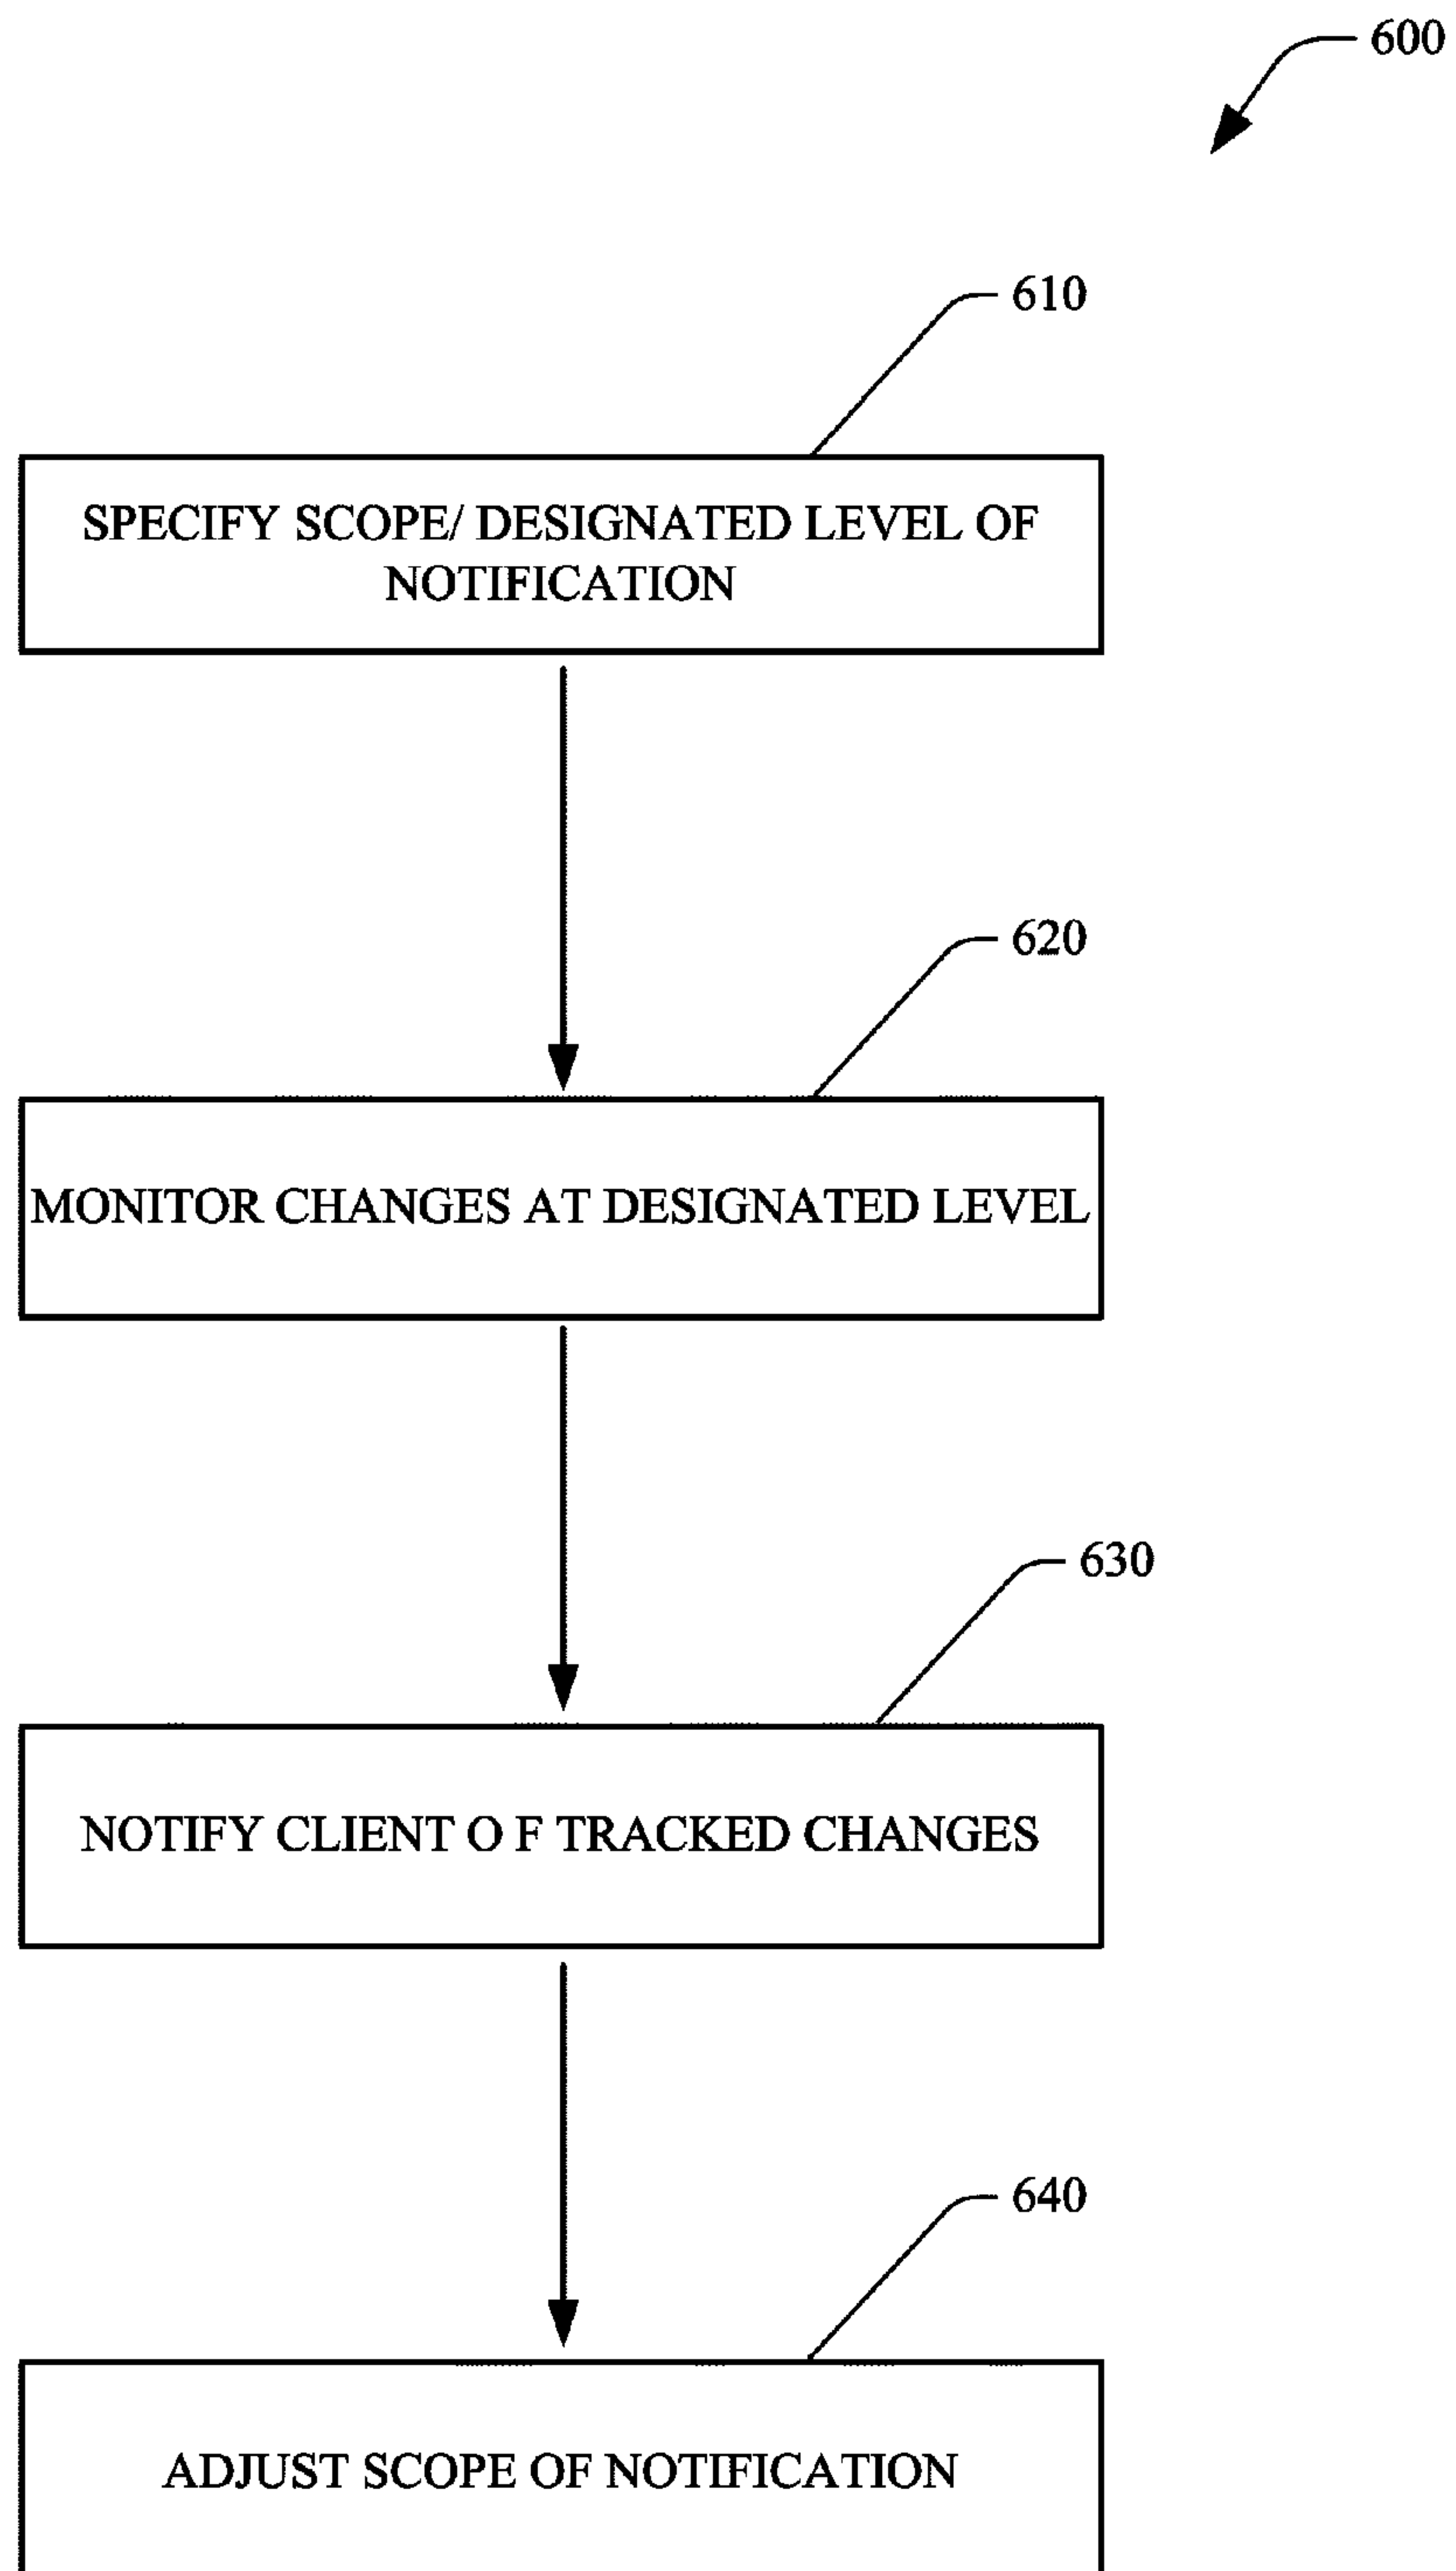 600
610
SPECIFY SCOPE/ DESIGNATED LEVEL OF
NOTIFICATION
620
MONITOR CHANGES AT DESIGNATED LEVEL
630
NOTIFY CLIENT O F TRACKED CHANGES
640
ADJUST SCOPE OF NOTIFICATION